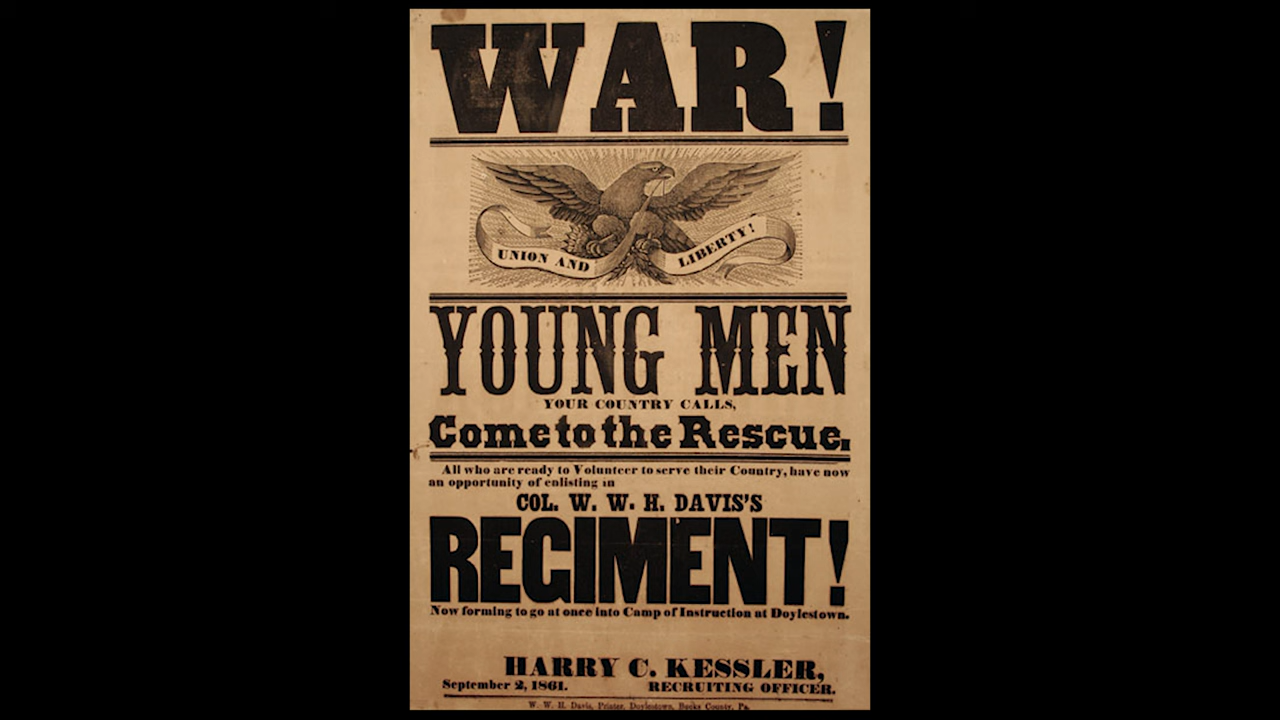 WAR!
UNION AND LIBERTY!
YOUNG MEN
YOUR COUNTRY CALLS,
Come to the Rescue,
All who are ready to Volunteer to serve their Country, have now
an opportunity of enlisting in
COL. W. W. H. DAVIS'S
REGIMENT!
Now forming to go at once into Camp of Instruction at Doylestown.
HARRY C. KESSLER,
September 2, 1861. RECRUITING OFFICER.
W. W. H. Davis, Printer, Doylestown, Bucks County, Pa.